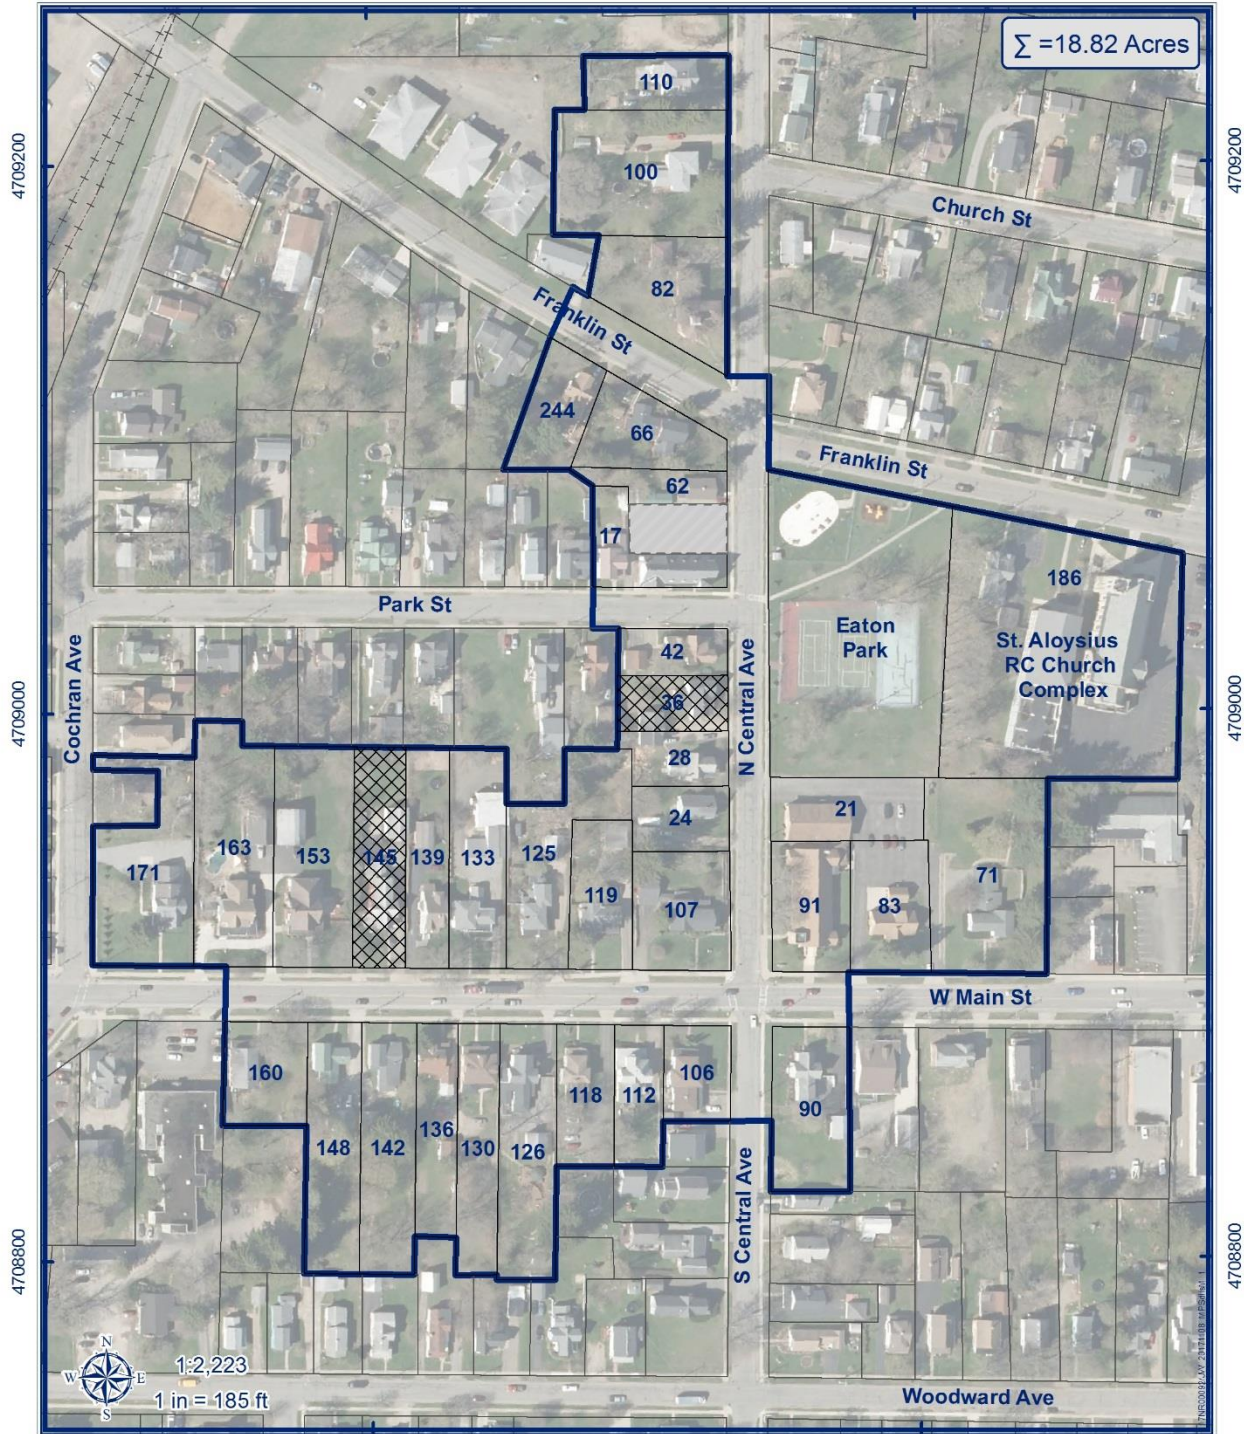 ∑ =18.82 Acres
110
4709200
4709200
100
Church St
82
Franklin St
244
66
Franklin St
62
17
186
Park St
Eaton
Park
St. Aloysius
RC Church
Complex
42
36
4709000
4709000
Cochran Ave
N Central Ave
28
24
21
163
153
145
139
133
125
171
119
107
91
83
71
W Main St
160
118
112
106
90
148
142
136
130
126
S Central Ave
4708800
4708800
N
W
E
S
1:2,223
1 in = 185 ft
Woodward Ave